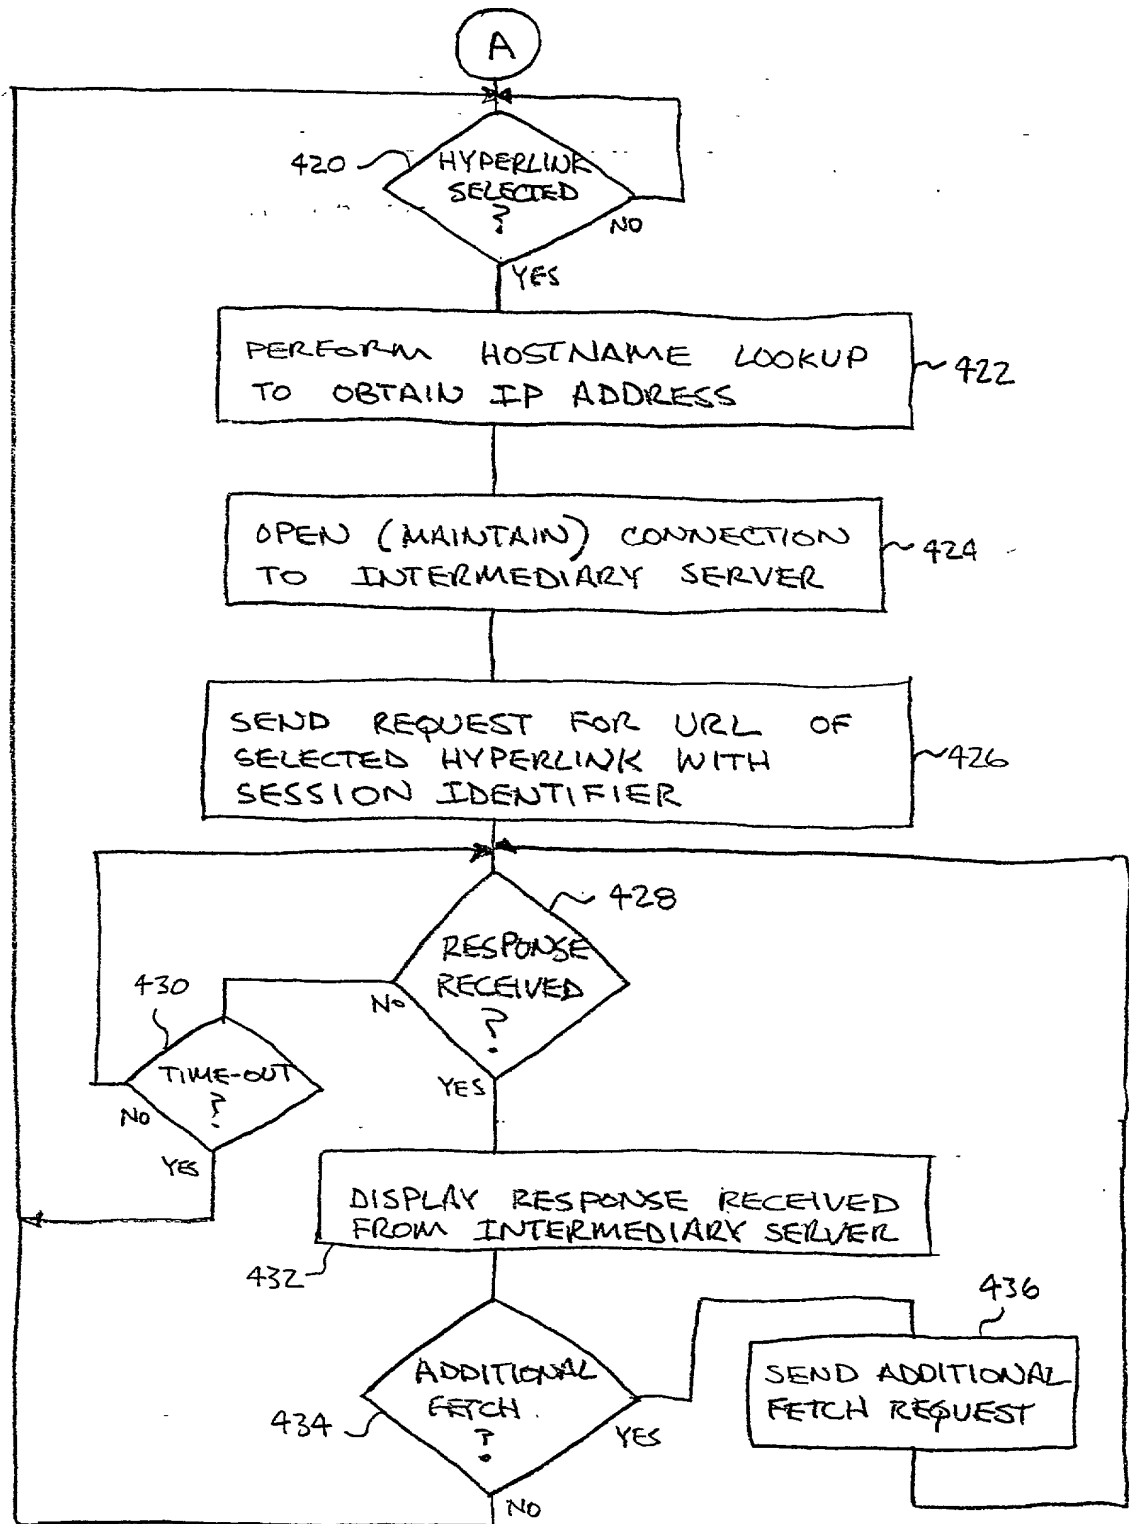 A
420
HYPERLINK
SELECTED
?
NO
YES
PERFORM HOSTNAME LOOKUP
TO OBTAIN IP ADDRESS
422
OPEN (MAINTAIN) CONNECTION
TO INTERMEDIARY SERVER
424
SEND REQUEST FOR URL OF
SELECTED HYPERLINK WITH
SESSION IDENTIFIER
426
428
RESPONSE
RECEIVED
?
NO
YES
430
TIME-OUT
?
NO
YES
DISPLAY RESPONSE RECEIVED
FROM INTERMEDIARY SERVER
432
ADDITIONAL
FETCH
?
434
YES
NO
436
SEND ADDITIONAL
FETCH REQUEST